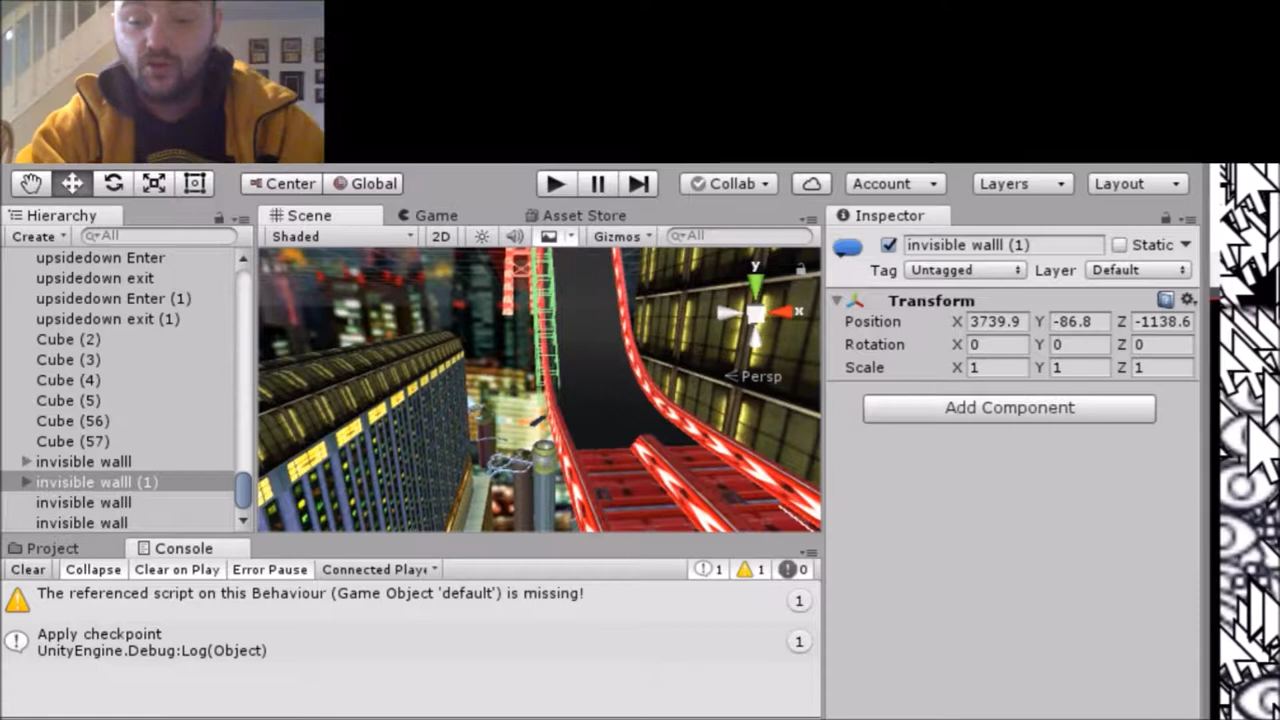 Center
Global
Collab
Account
Layers
Layout
Hierarchy
Create
All
upsidedown Enter
upsidedown exit
upsidedown Enter (1)
upsidedown exit (1)
Cube (2)
Cube (3)
Cube (4)
Cube (5)
Cube (56)
Cube (57)
invisible walll
invisible walll (1)
invisible walll
invisible wall
Scene
Game
Asset Store
Shaded
2D
Gizmos
All
y
x
Persp
Inspector
invisible walll (1)
Static
Tag Untagged
Layer Default
Transform
Position X 3739.9 Y -86.8 Z -1138.6
Rotation X 0 Y 0 Z 0
Scale X 1 Y 1 Z 1
Add Component
Project
Console
Clear
Collapse
Clear on Play
Error Pause
Connected Playe
1
1
0
The referenced script on this Behaviour (Game Object 'default') is missing!
1
Apply checkpoint
UnityEngine.Debug:Log(Object)
1